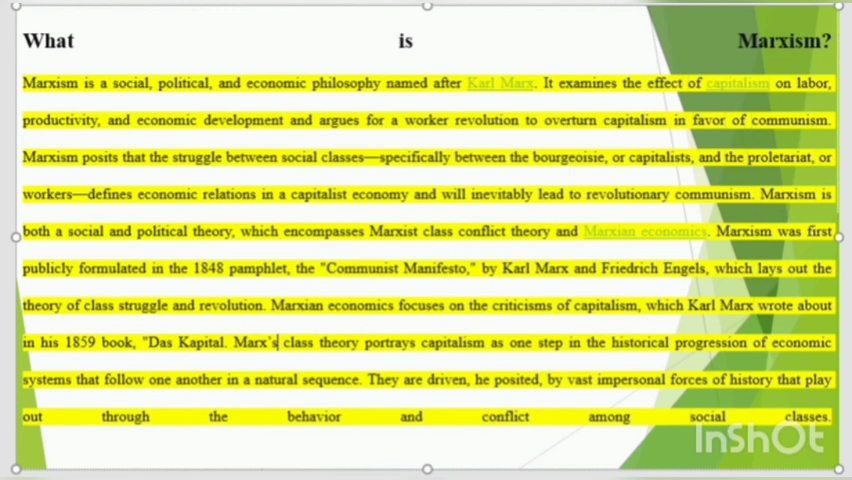 What is Marxism?
Marxism is a social, political, and economic philosophy named after Karl Marx. It examines the effect of capitalism on labor,
productivity, and economic development and argues for a worker revolution to overturn capitalism in favor of communism.
Marxism posits that the struggle between social classes—specifically between the bourgeoisie, or capitalists, and the proletariat, or
workers—defines economic relations in a capitalist economy and will inevitably lead to revolutionary communism. Marxism is
both a social and political theory, which encompasses Marxist class conflict theory and Marxian economics. Marxism was first
publicly formulated in the 1848 pamphlet, the "Communist Manifesto," by Karl Marx and Friedrich Engels, which lays out the
theory of class struggle and revolution. Marxian economics focuses on the criticisms of capitalism, which Karl Marx wrote about
in his 1859 book, "Das Kapital. Marx's class theory portrays capitalism as one step in the historical progression of economic
systems that follow one another in a natural sequence. They are driven, he posited, by vast impersonal forces of history that play
out through the behavior and conflict among social classes.
InShOt